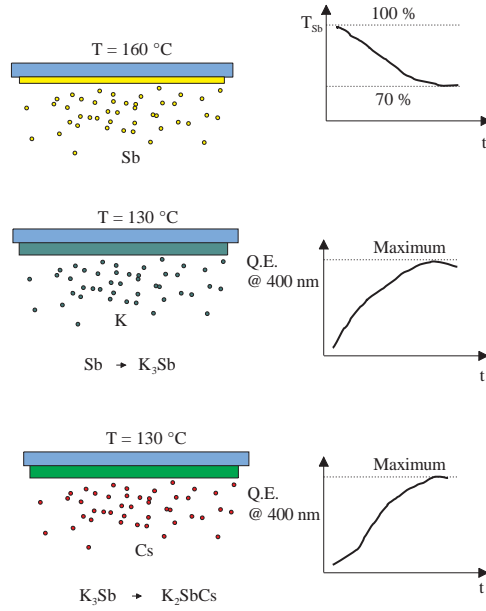 T = 160 °C
Sb
T_Sb
100 %
70 %
t
T = 130 °C
K
Sb → K₃Sb
Q.E.
@ 400 nm
Maximum
t
T = 130 °C
Cs
K₃Sb → K₂SbCs
Q.E.
@ 400 nm
Maximum
t